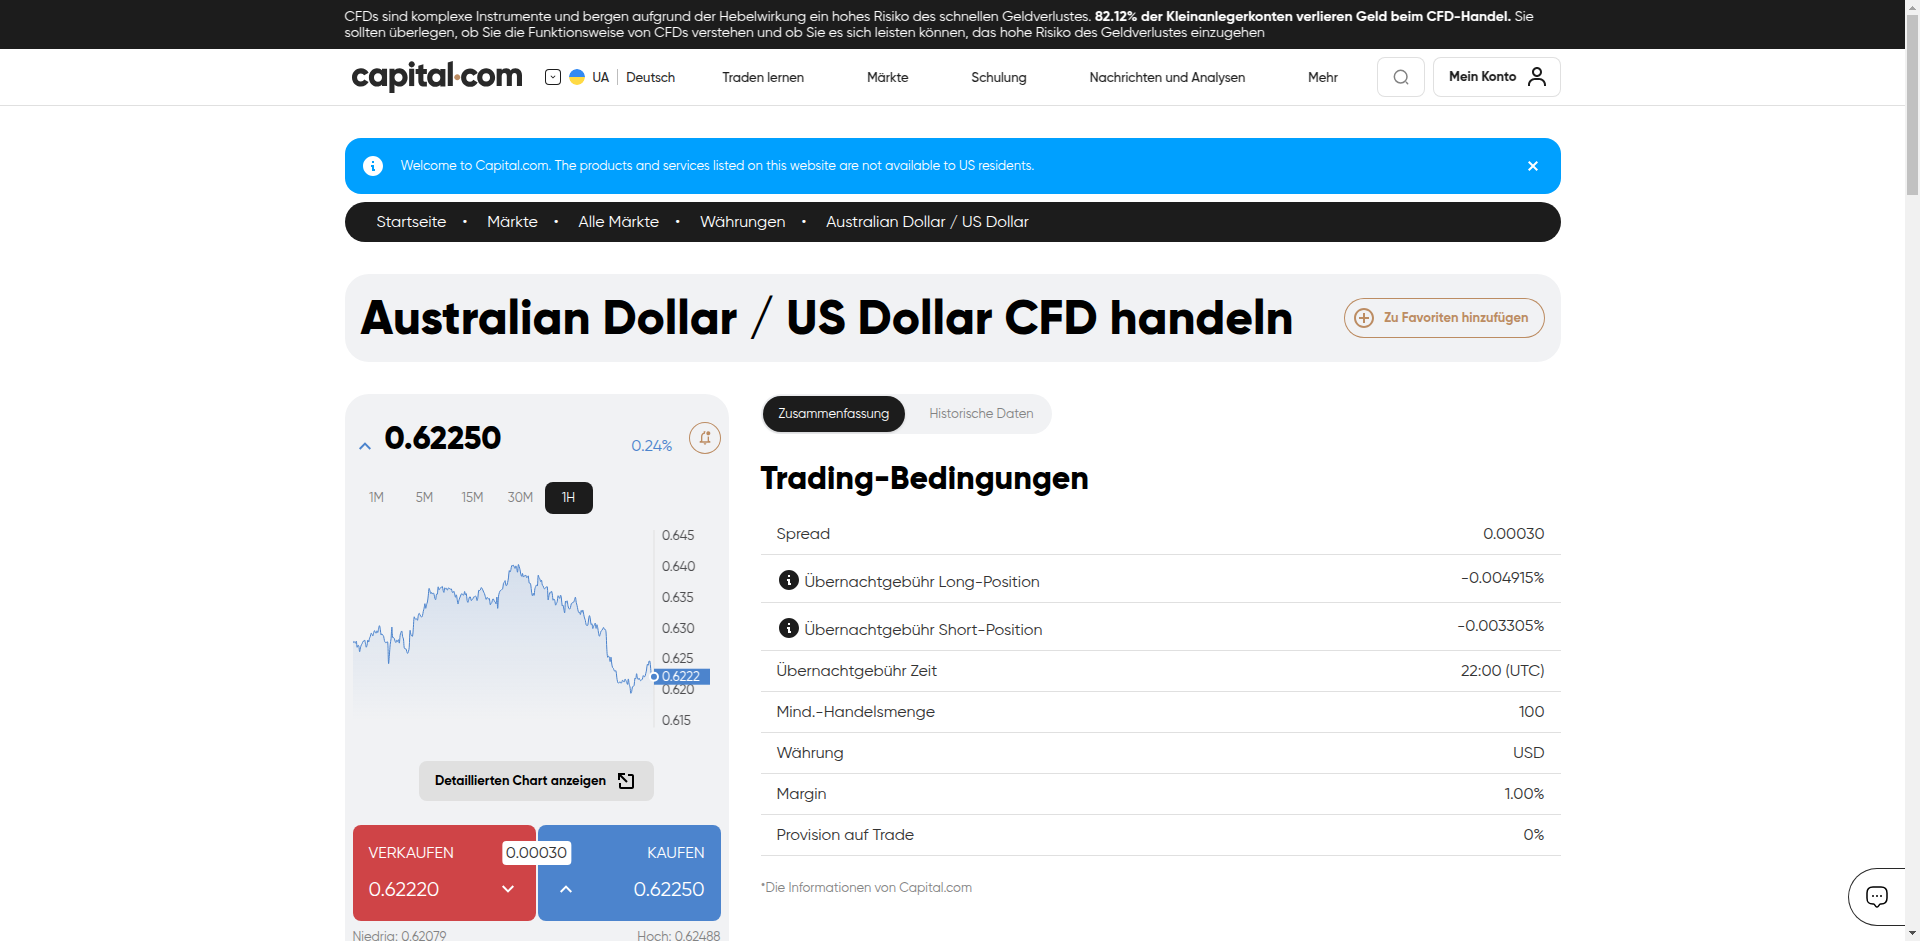 CFDs sind komplexe Instrumente und bergen aufgrund der Hebelwirkung ein hohes Risiko des schnellen Geldverlustes. 82.12% der Kleinanlegerkonten verlieren Geld beim CFD-Handel. Sie
sollten überlegen, ob Sie die Funktionsweise von CFDs verstehen und ob Sie es sich leisten können, das hohe Risiko des Geldverlustes einzugehen
capital.com
UA
Deutsch
Traden lernen
Märkte
Schulung
Nachrichten und Analysen
Mehr
Mein Konto
Welcome to Capital.com. The products and services listed on this website are not available to US residents.
Startseite • Märkte • Alle Märkte • Währungen • Australian Dollar / US Dollar
Australian Dollar / US Dollar CFD handeln
Zu Favoriten hinzufügen
0.62250
0.24%
1M
5M
15M
30M
1H
0.645
0.640
0.635
0.630
0.625
0.6222
0.620
0.615
Detaillierten Chart anzeigen
VERKAUFEN
0.00030
KAUFEN
0.62220
0.62250
Niedrig: 0.62079
Hoch: 0.62488
Zusammenfassung
Historische Daten
Trading-Bedingungen
Spread 0.00030
Übernachtgebühr Long-Position -0.004915%
Übernachtgebühr Short-Position -0.003305%
Übernachtgebühr Zeit 22:00 (UTC)
Mind.-Handelsmenge 100
Währung USD
Margin 1.00%
Provision auf Trade 0%
*Die Informationen von Capital.com